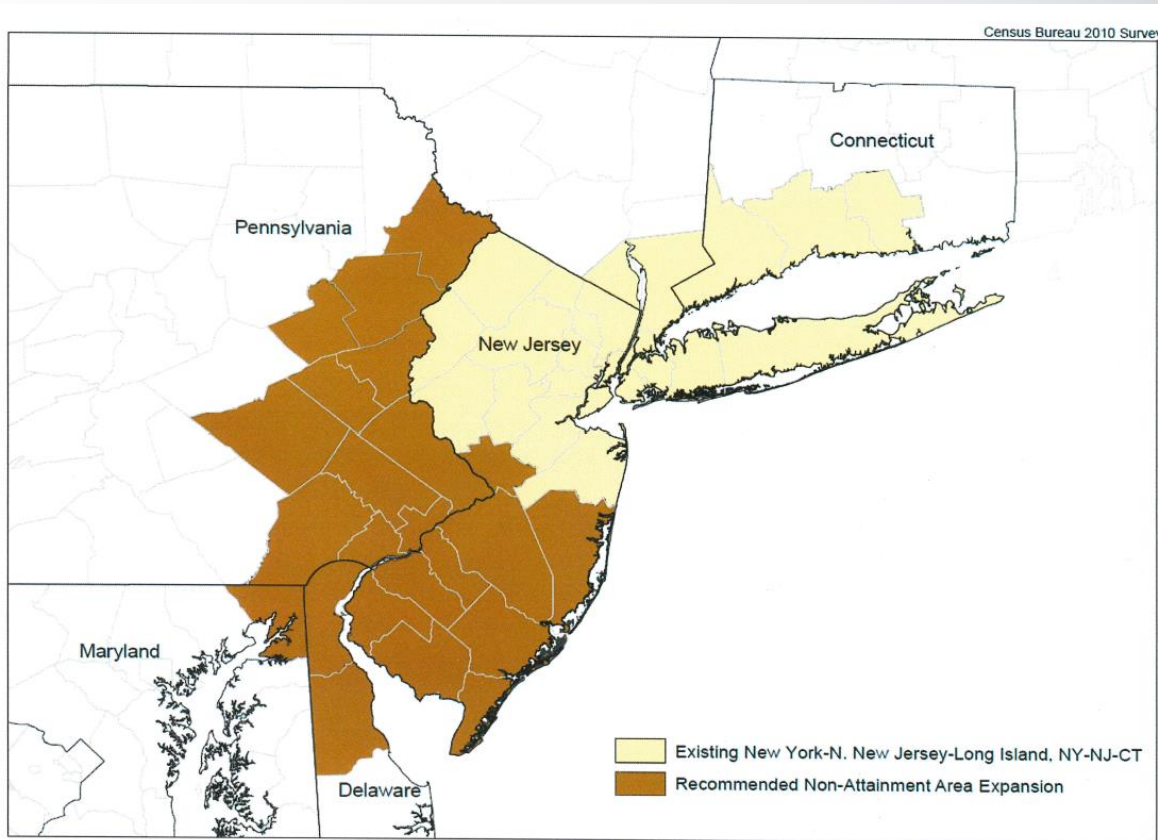 Census Bureau 2010 Survey
Connecticut
Pennsylvania
New Jersey
Maryland
Delaware
Existing New York-N. New Jersey-Long Island, NY-NJ-CT
Recommended Non-Attainment Area Expansion